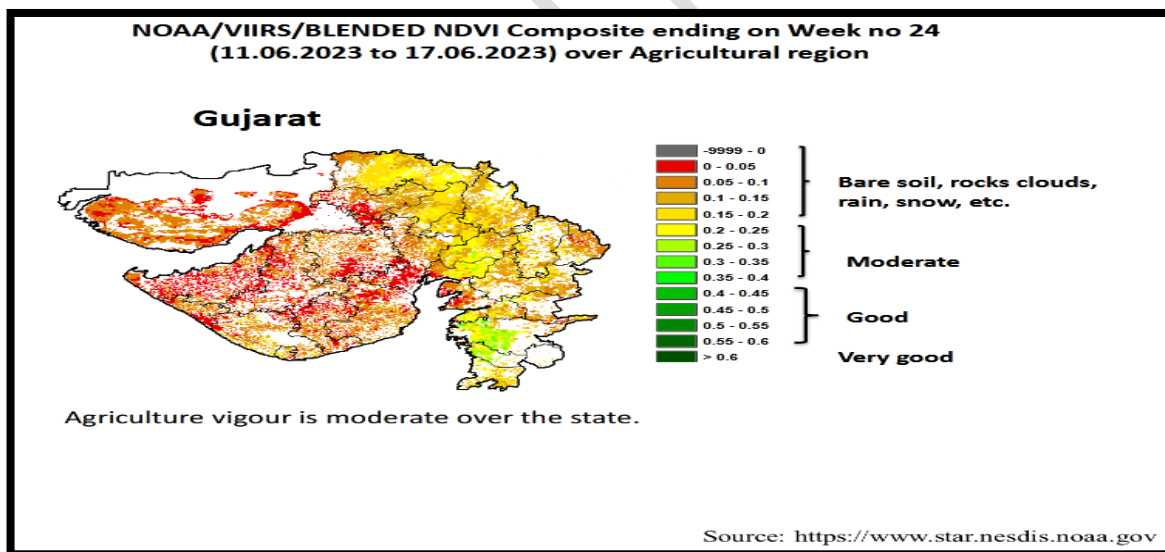 NOAA/VIIRS/BLENDED NDVI Composite ending on Week no 24
(11.06.2023 to 17.06.2023) over Agricultural region
Gujarat
-9999 - 0
0 - 0.05
0.05 - 0.1
0.1 - 0.15
0.15 - 0.2
0.2 - 0.25
0.25 - 0.3
0.3 - 0.35
0.35 - 0.4
0.4 - 0.45
0.45 - 0.5
0.5 - 0.55
0.55 - 0.6
> 0.6
Bare soil, rocks clouds,
rain, snow, etc.
Moderate
Good
Very good
Agriculture vigour is moderate over the state.
Source: https://www.star.nesdis.noaa.gov